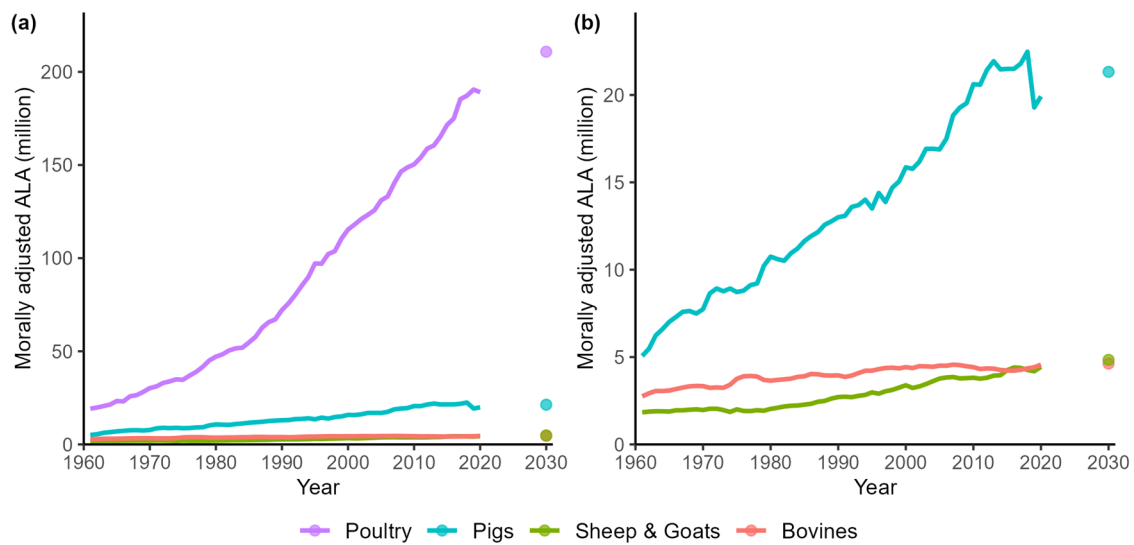 (a)
Morally adjusted ALA (million)
200
150
100
50
0
1960 1970 1980 1990 2000 2010 2020 2030
Year
(b)
Morally adjusted ALA (million)
20
15
10
5
0
1960 1970 1980 1990 2000 2010 2020 2030
Year
Poultry Pigs Sheep & Goats Bovines